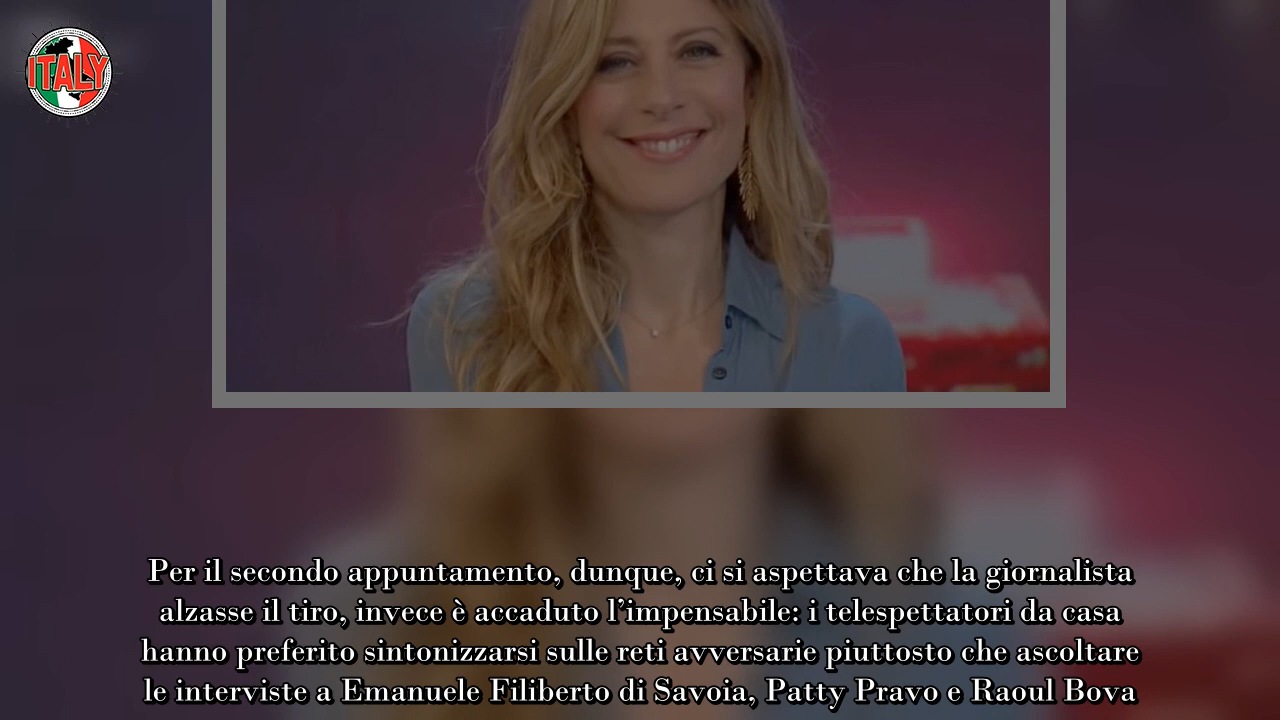 ITALY
Per il secondo appuntamento, dunque, ci si aspettava che la giornalista
alzasse il tiro, invece è accaduto l’impensabile: i telespettatori da casa
hanno preferito sintonizzarsi sulle reti avversarie piuttosto che ascoltare
le interviste a Emanuele Filiberto di Savoia, Patty Pravo e Raoul Bova